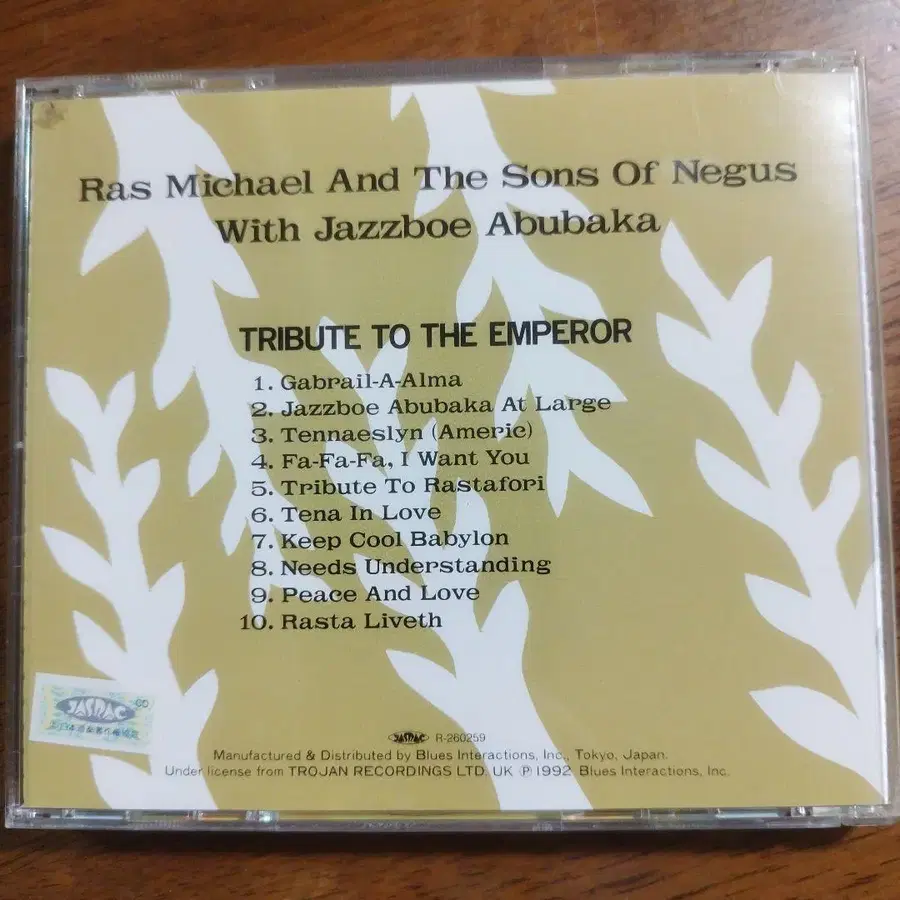 Ras Michael And The Sons Of Negus
With Jazzboe Abubaka
TRIBUTE TO THE EMPEROR
1. Gabrail-A-Alma
2. Jazzboe Abubaka At Large
3. Tennaeslyn (Americ)
4. Fa-Fa-Fa, I Want You
5. Tribute To Rastafori
6. Tena In Love
7. Keep Cool Babylon
8. Needs Understanding
9. Peace And Love
10. Rasta Liveth
CD
JASRAC
JASRAC R-260259
Manufactured & Distributed by Blues Interactions, Inc., Tokyo, Japan.
Under license from TROJAN RECORDINGS LTD. UK ℗ 1992 Blues Interactions, Inc.